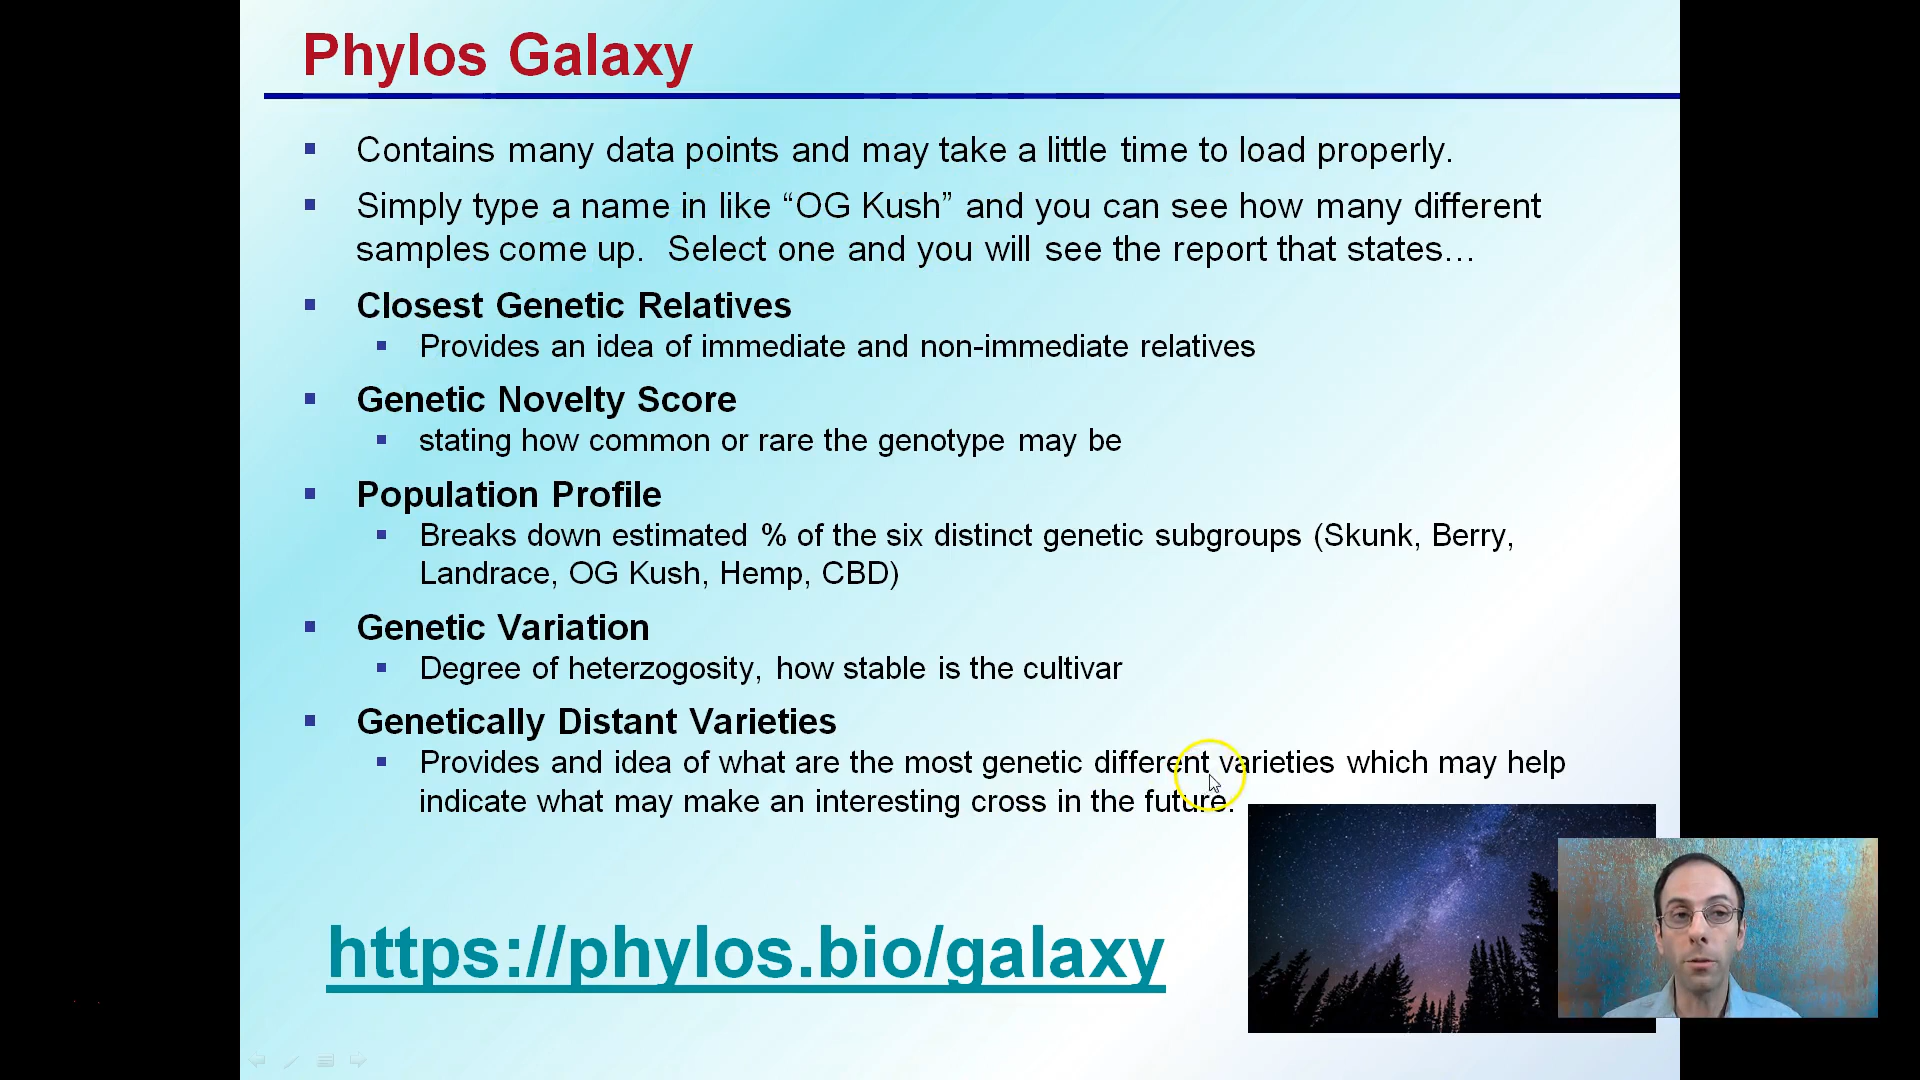 Phylos Galaxy
Contains many data points and may take a little time to load properly.
Simply type a name in like “OG Kush” and you can see how many different
samples come up.  Select one and you will see the report that states…
Closest Genetic Relatives
Provides an idea of immediate and non-immediate relatives
Genetic Novelty Score
stating how common or rare the genotype may be
Population Profile
Breaks down estimated % of the six distinct genetic subgroups (Skunk, Berry,
Landrace, OG Kush, Hemp, CBD)
Genetic Variation
Degree of heterzogosity, how stable is the cultivar
Genetically Distant Varieties
Provides and idea of what are the most genetic different varieties which may help
indicate what may make an interesting cross in the future.
https://phylos.bio/galaxy